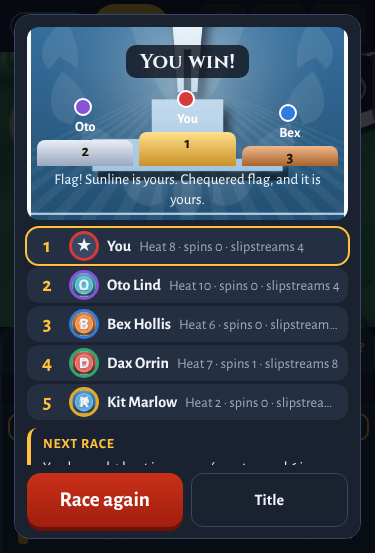 You win!
Oto
You
Bex
2
1
3
Flag! Sunline is yours. Chequered flag, and it is
yours.
1 You Heat 8 · spins 0 · slipstreams 4
2 O Oto Lind Heat 10 · spins 0 · slipstreams 4
3 B Bex Hollis Heat 6 · spins 0 · slipstream…
4 D Dax Orrin Heat 7 · spins 1 · slipstreams 8
5 K Kit Marlow Heat 2 · spins 0 · slipstrea…
NEXT RACE
Race again
Title